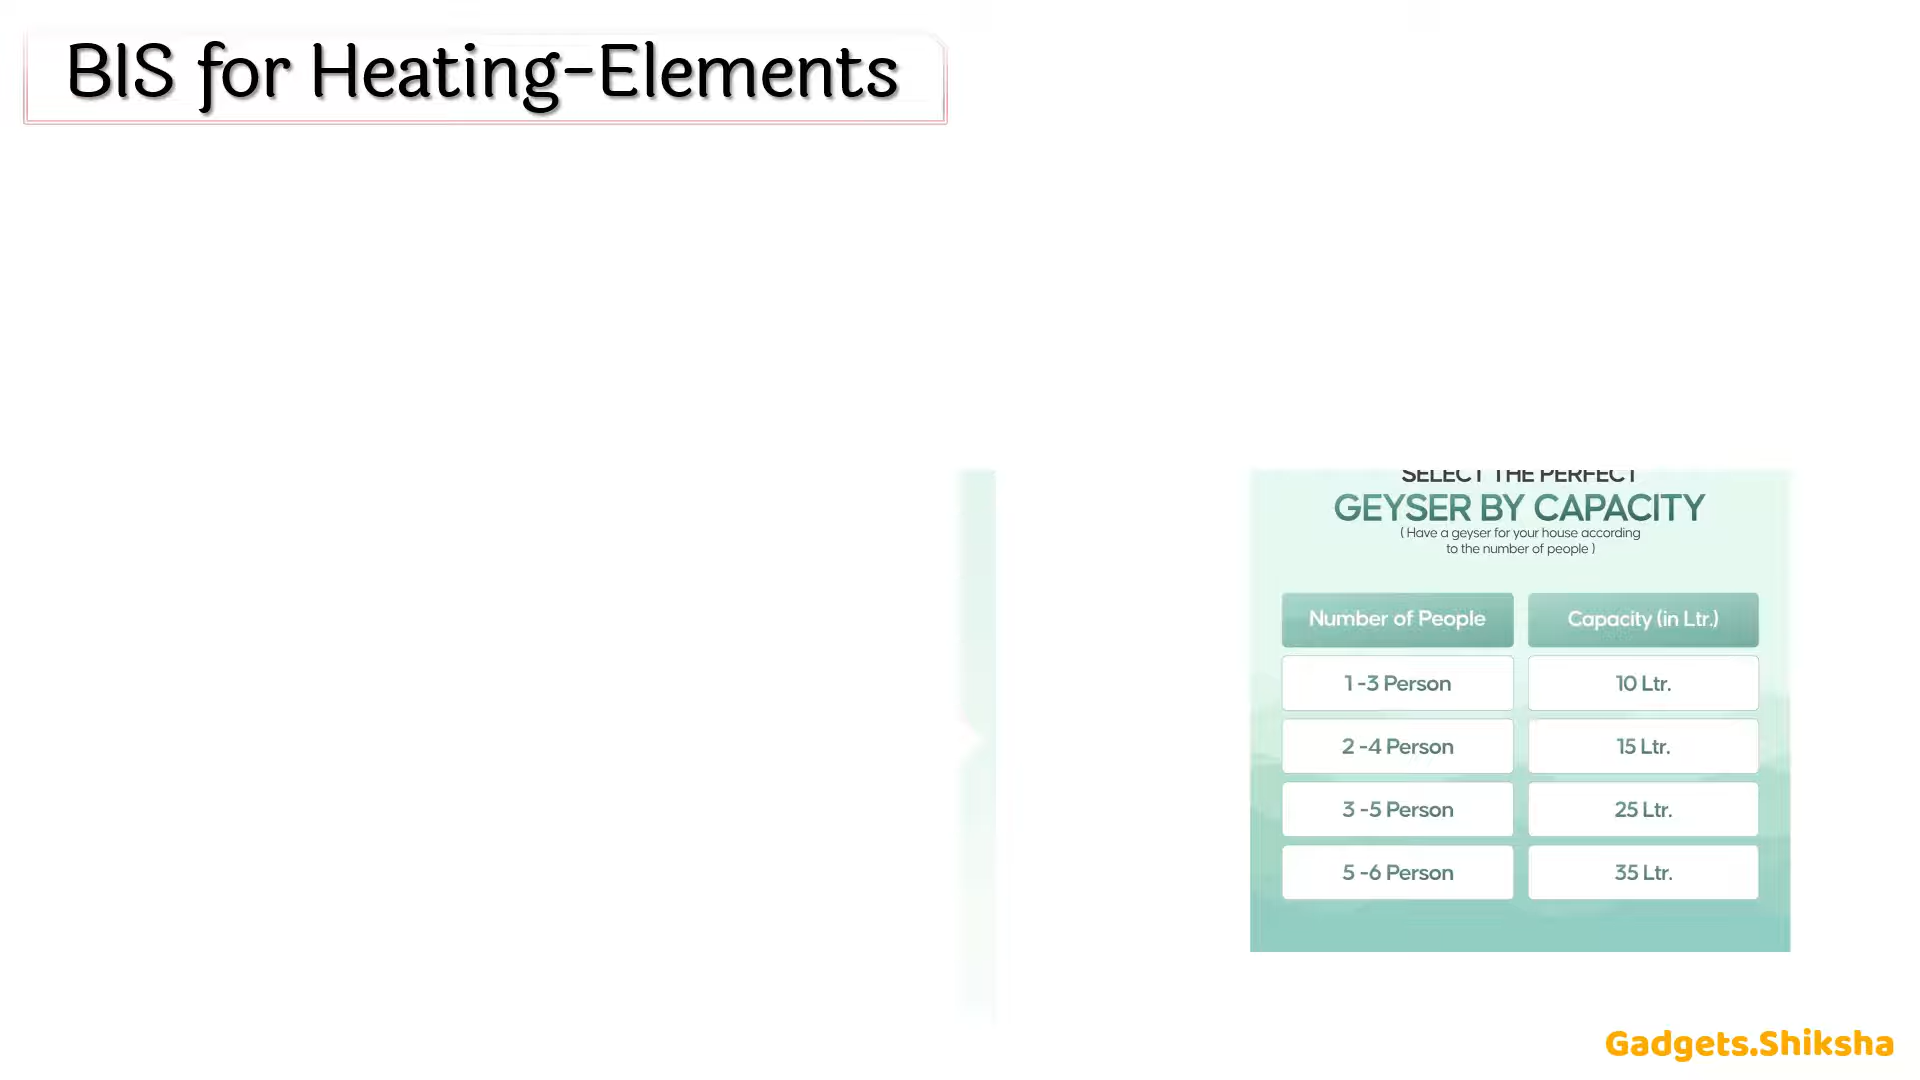 BIS for Heating-Elements
SELECT THE PERFECT
GEYSER BY CAPACITY
( Have a geyser for your house according
to the number of people )
Number of People Capacity (in Ltr.)
1 -3 Person 10 Ltr.
2 -4 Person 15 Ltr.
3 -5 Person 25 Ltr.
5 -6 Person 35 Ltr.
Gadgets.Shiksha